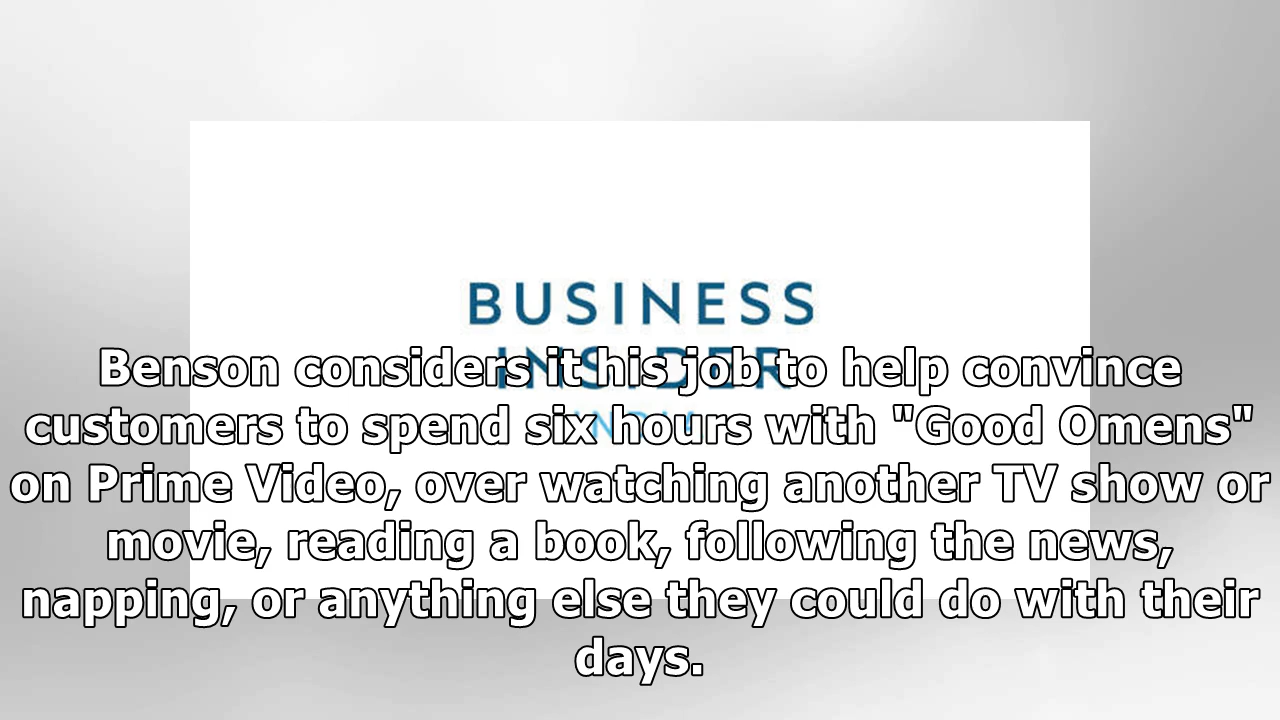 BUSINESS
INSIDER
INDIA
Benson considers it his job to help convince
customers to spend six hours with "Good Omens"
on Prime Video, over watching another TV show or
movie, reading a book, following the news,
napping, or anything else they could do with their
days.